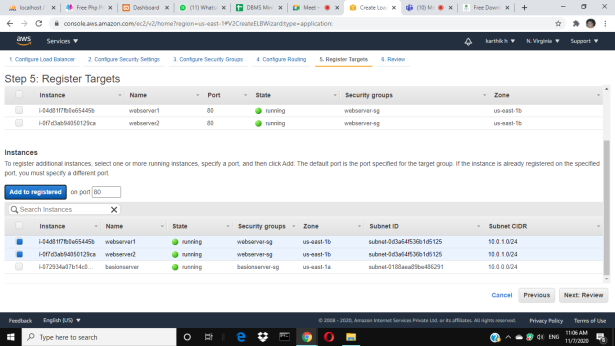 localhost /
Free Php F
Dashboard
(11) Whats
DBMS Mini
Meet -
Create Loa
(10) M
Free Down
console.aws.amazon.com/ec2/v2/home?region=us-east-1#V2CreateELBWizard:type=application:
aws Services karthik h N. Virginia Support
1. Configure Load Balancer 2. Configure Security Settings 3. Configure Security Groups 4. Configure Routing 5. Register Targets 6. Review
Step 5: Register Targets
Instance Name Port State Security groups Zone
i-04d81f7fb0e65445b webserver1 80 running webserver-sg us-east-1b
i-0f7d3ab94050129ca webserver2 80 running webserver-sg us-east-1b
Instances
To register additional instances, select one or more running instances, specify a port, and then click Add. The default port is the port specified for the target group. If the instance is already registered on the specified
port, you must specify a different port.
Add to registered on port 80
Search Instances X
Instance Name State Security groups Zone Subnet ID Subnet CIDR
i-04d81f7fb0e65445b webserver1 running webserver-sg us-east-1b subnet-0d3a64f536b1d5125 10.0.1.0/24
i-0f7d3ab94050129ca webserver2 running webserver-sg us-east-1b subnet-0d3a64f536b1d5125 10.0.1.0/24
i-072934a07b14c0... basionserver running basionserver-sg us-east-1a subnet-0188aea89be486291 10.0.0.0/24
Cancel Previous Next: Review
Feedback English (US) © 2008 - 2020, Amazon Internet Services Private Ltd. or its affiliates. All rights reserved. Privacy Policy Terms of Use
Type here to search ENG 11:06 AM
11/7/2020